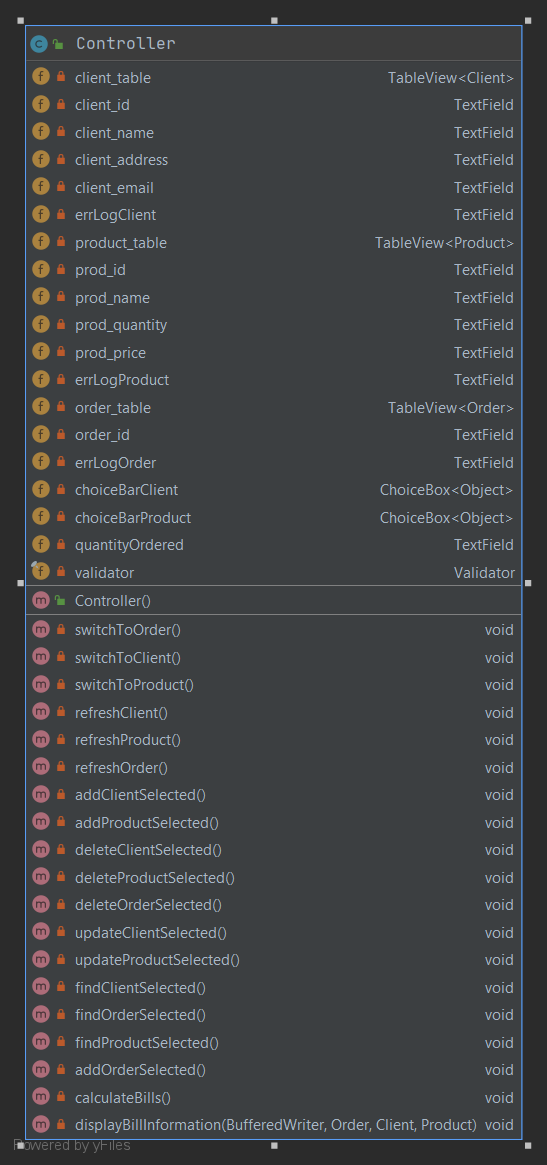 Controller
client_table TableView<Client>
client_id TextField
client_name TextField
client_address TextField
client_email TextField
errLogClient TextField
product_table TableView<Product>
prod_id TextField
prod_name TextField
prod_quantity TextField
prod_price TextField
errLogProduct TextField
order_table TableView<Order>
order_id TextField
errLogOrder TextField
choiceBarClient ChoiceBox<Object>
choiceBarProduct ChoiceBox<Object>
quantityOrdered TextField
validator Validator
Controller()
switchToOrder() void
switchToClient() void
switchToProduct() void
refreshClient() void
refreshProduct() void
refreshOrder() void
addClientSelected() void
addProductSelected() void
deleteClientSelected() void
deleteProductSelected() void
deleteOrderSelected() void
updateClientSelected() void
updateProductSelected() void
findClientSelected() void
findOrderSelected() void
findProductSelected() void
addOrderSelected() void
calculateBills() void
displayBillInformation(BufferedWriter, Order, Client, Product) void
Powered by yFiles